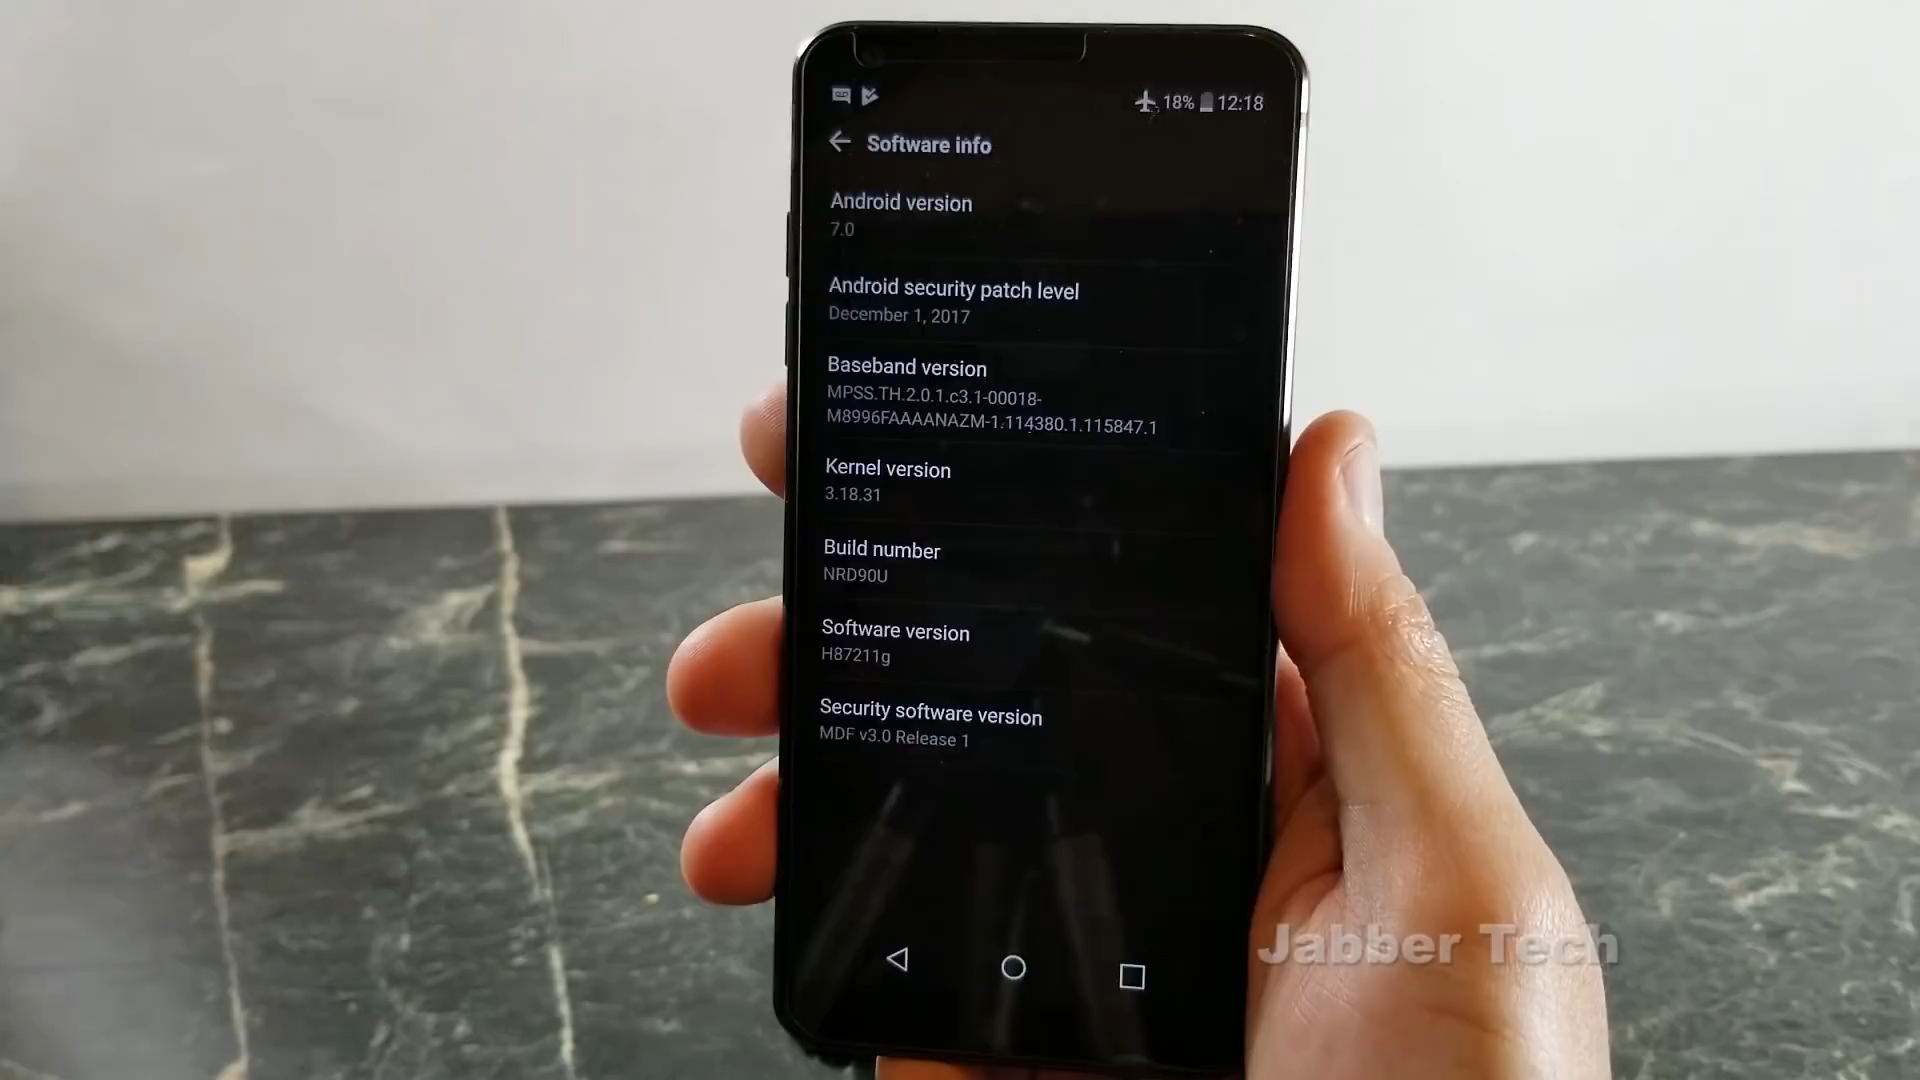 18% 12:18
Software info
Android version
7.0
Android security patch level
December 1, 2017
Baseband version
MPSS.TH.2.0.1.c3.1-00018-
M8996FAAAANAZM-1.114380.1.115847.1
Kernel version
3.18.31
Build number
NRD90U
Software version
H87211g
Security software version
MDF v3.0 Release 1
Jabber Tech